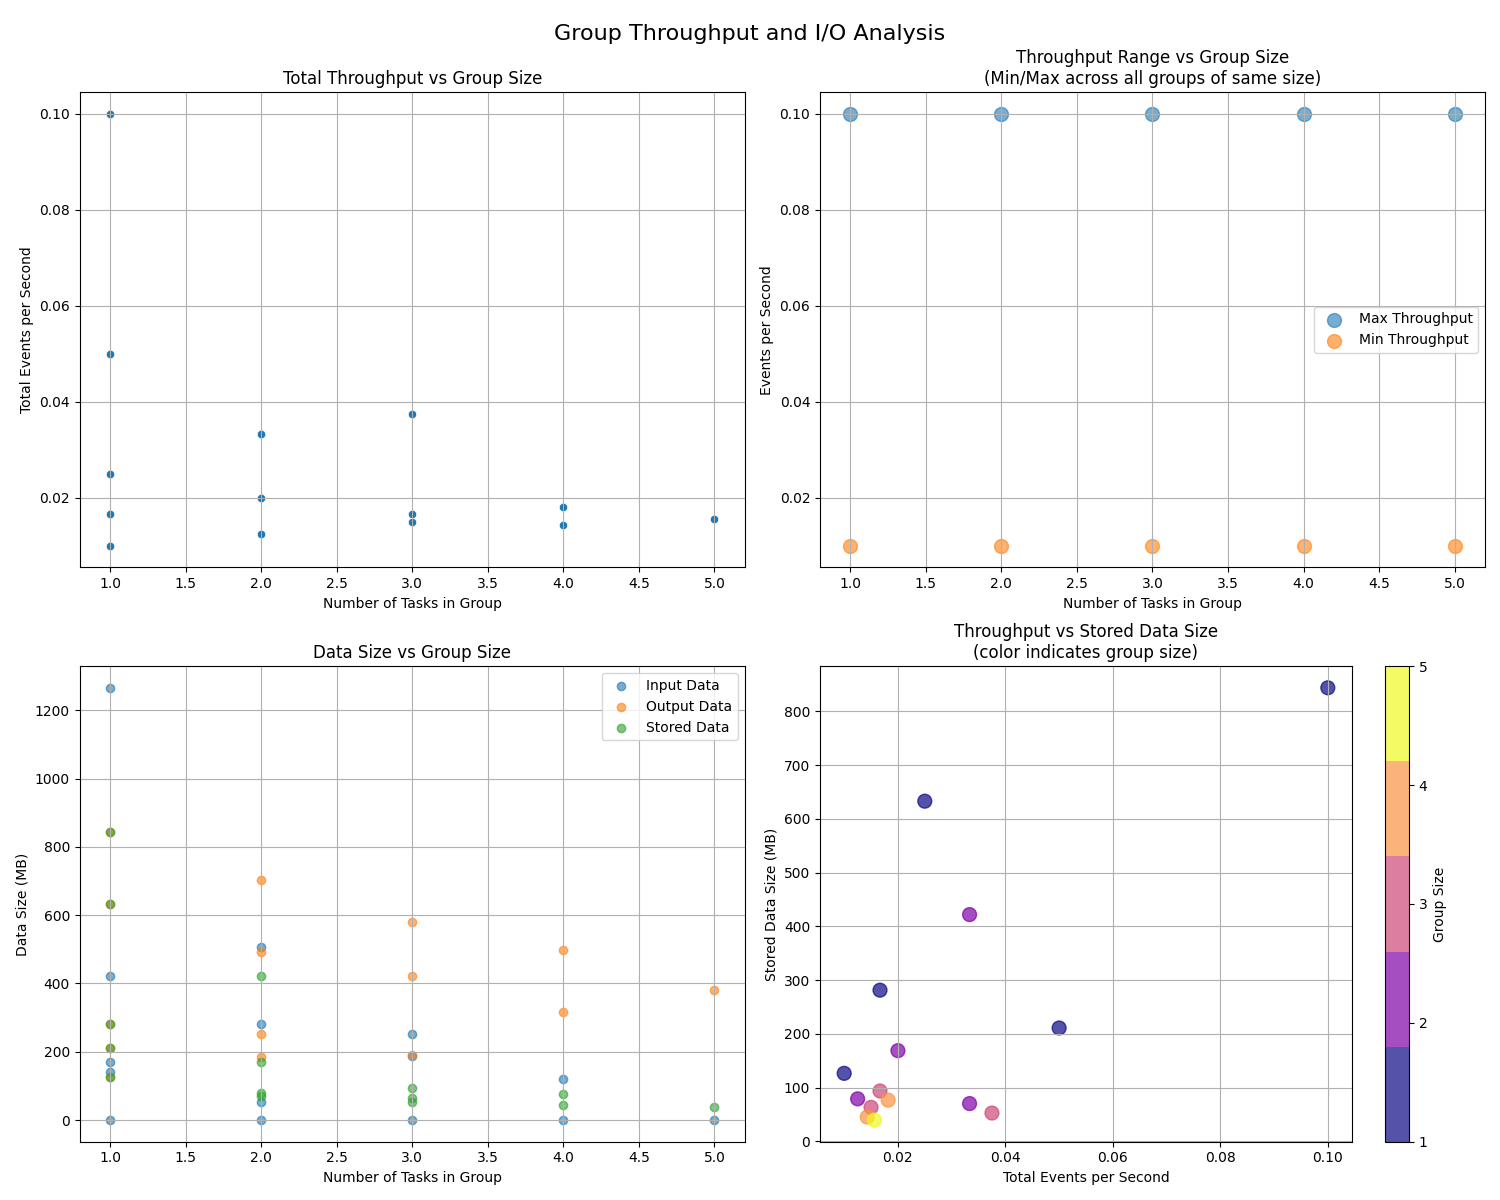 Group Throughput and I/O Analysis
Total Throughput vs Group Size
0.10
0.08
0.06
0.04
0.02
Total Events per Second
1.0 1.5 2.0 2.5 3.0 3.5 4.0 4.5 5.0
Number of Tasks in Group
Throughput Range vs Group Size
(Min/Max across all groups of same size)
0.10
0.08
0.06
0.04
0.02
Events per Second
Max Throughput
Min Throughput
1.0 1.5 2.0 2.5 3.0 3.5 4.0 4.5 5.0
Number of Tasks in Group
Data Size vs Group Size
Input Data
Output Data
Stored Data
1200
1000
800
600
400
200
0
Data Size (MB)
1.0 1.5 2.0 2.5 3.0 3.5 4.0 4.5 5.0
Number of Tasks in Group
Throughput vs Stored Data Size
(color indicates group size)
800
700
600
500
400
300
200
100
0
Stored Data Size (MB)
0.02 0.04 0.06 0.08 0.10
Total Events per Second
5
4
3
2
1
Group Size